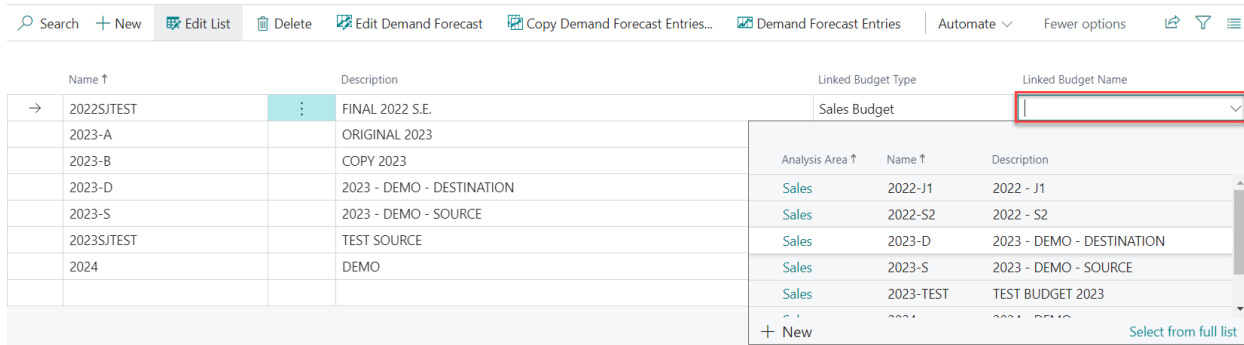 Search New Edit List Delete Edit Demand Forecast Copy Demand Forecast Entries... Demand Forecast Entries Automate Fewer options
Name ↑ Description Linked Budget Type Linked Budget Name
→ 2022SJTEST FINAL 2022 S.E. Sales Budget
2023-A ORIGINAL 2023
2023-B COPY 2023
2023-D 2023 - DEMO - DESTINATION
2023-S 2023 - DEMO - SOURCE
2023SJTEST TEST SOURCE
2024 DEMO
Analysis Area ↑ Name ↑ Description
Sales 2022-J1 2022 - J1
Sales 2022-S2 2022 - S2
Sales 2023-D 2023 - DEMO - DESTINATION
Sales 2023-S 2023 - DEMO - SOURCE
Sales 2023-TEST TEST BUDGET 2023
+ New Select from full list